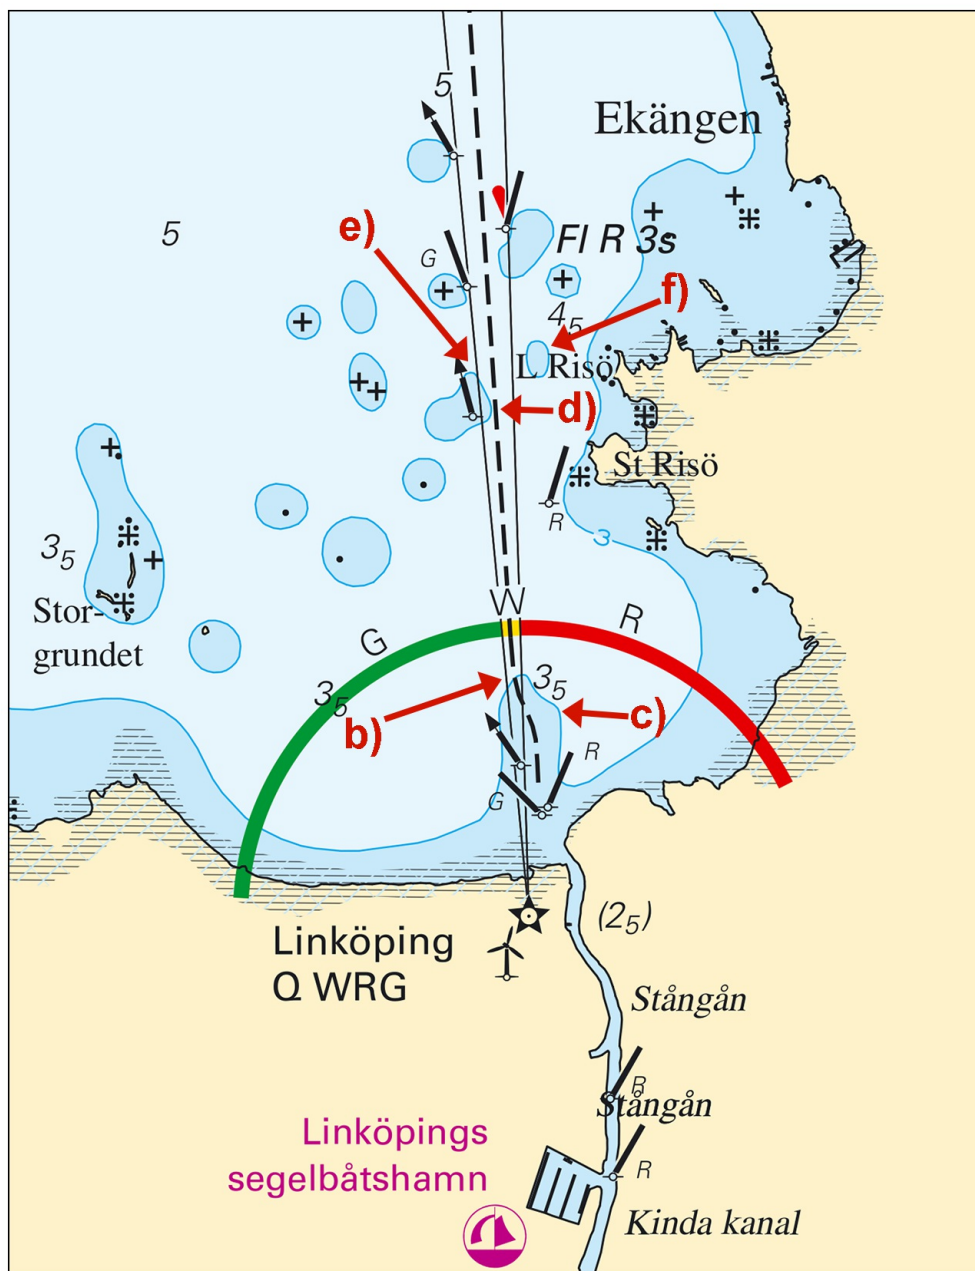 5
Ekängen
5
e)
Fl R 3s
G
f)
4₅
L Risö
d)
St Risö
R
3
3₅
W
Stor-
grundet
G
R
3₅
3₅
b)
c)
R
G
Linköping
Q WRG
(2₅)
Stångån
R
Stångån
Linköpings
segelbåtshamn
R
Kinda kanal